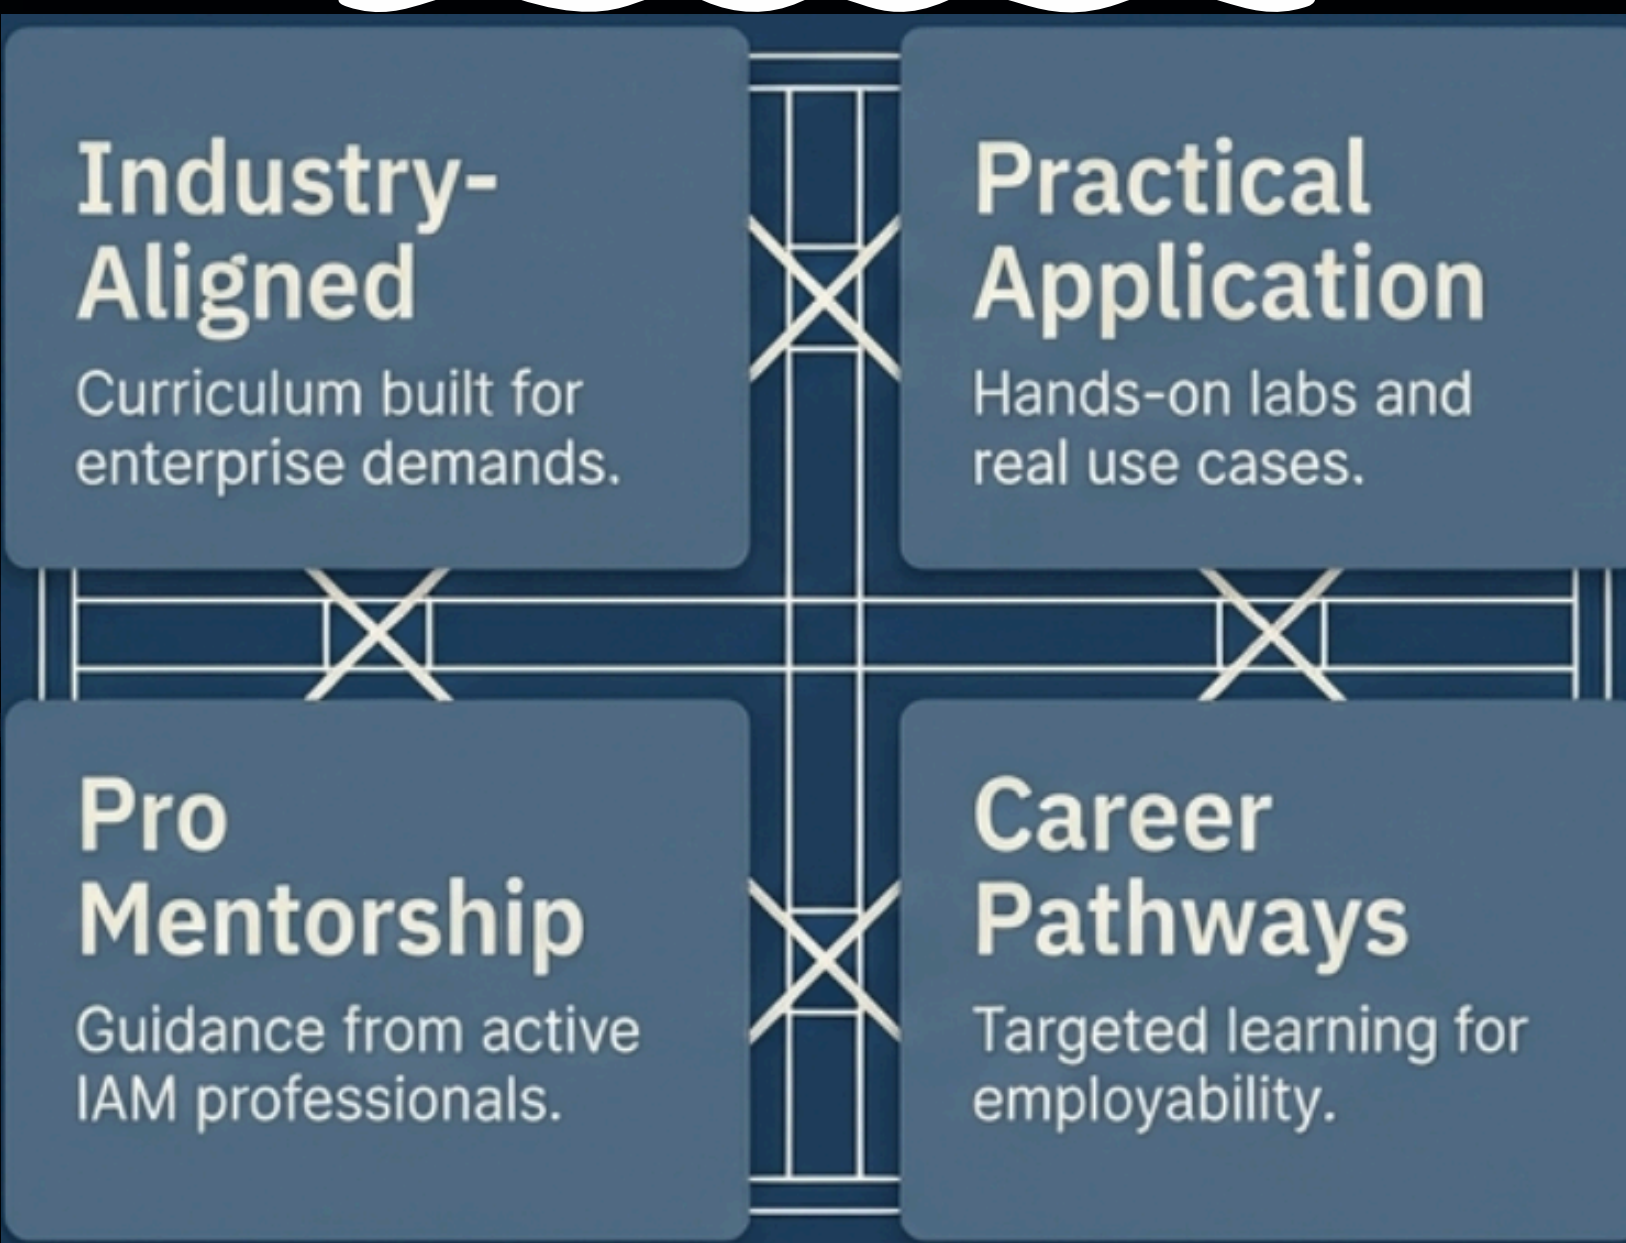 Industry-
Aligned
Curriculum built for
enterprise demands.
Practical
Application
Hands-on labs and
real use cases.
Pro
Mentorship
Guidance from active
IAM professionals.
Career
Pathways
Targeted learning for
employability.